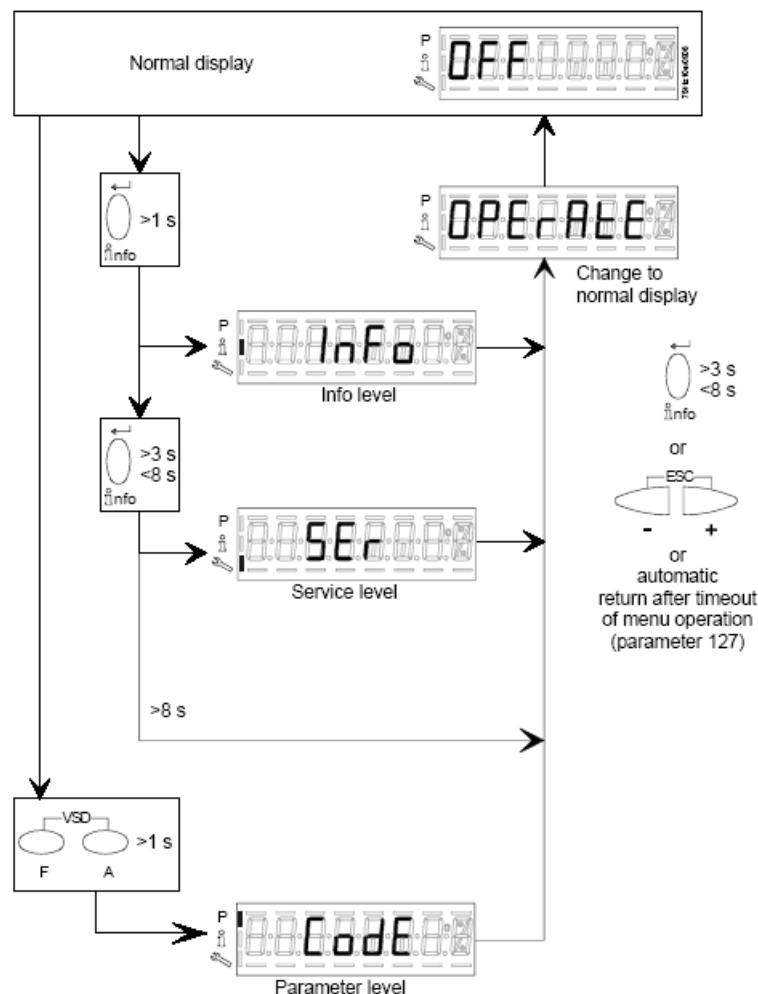 Normal display
P
OFF
>1 s
info
P
OPErAtE
Change to
normal display
P
InFo
Info level
>3 s
<8 s
info
>3 s
<8 s
info
or
ESC
- +
or
automatic
return after timeout
of menu operation
(parameter 127)
P
SEr
Service level
>8 s
VSD
>1 s
F A
P
CodE
Parameter level